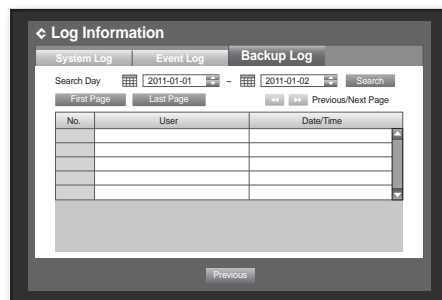 Log Information
System Log Event Log Backup Log
Search Day 2011-01-01 ~ 2011-01-02 Search
First Page Last Page Previous/Next Page
No. User Date/Time
Previous